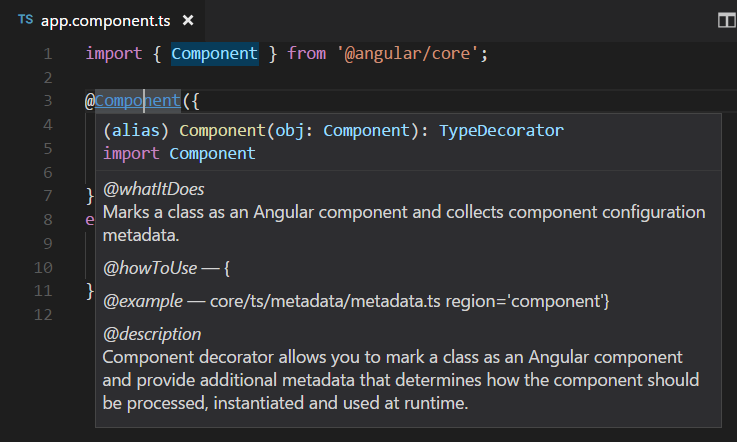 TS app.component.ts ×
1 import { Component } from '@angular/core';
2
3 @Component({
4
5
6
7 }
8 e
9
10
11 }
12
(alias) Component(obj: Component): TypeDecorator
import Component
@whatItDoes
Marks a class as an Angular component and collects component configuration
metadata.
@howToUse — {
@example — core/ts/metadata/metadata.ts region='component'}
@description
Component decorator allows you to mark a class as an Angular component
and provide additional metadata that determines how the component should
be processed, instantiated and used at runtime.